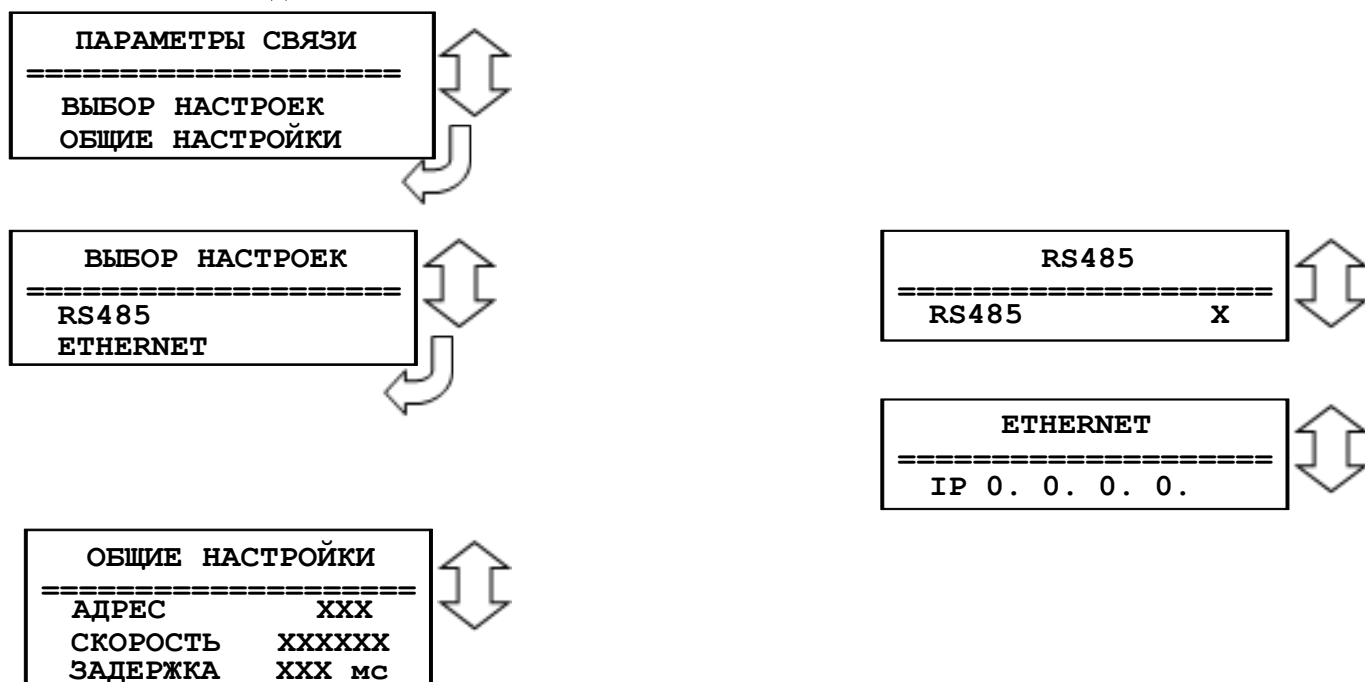 ПАРАМЕТРЫ СВЯЗИ
====================
ВЫБОР НАСТРОЕК
ОБЩИЕ НАСТРОЙКИ
ВЫБОР НАСТРОЕК
====================
RS485
ETHERNET
RS485
====================
RS485 X
ETHERNET
====================
IP 0. 0. 0. 0.
ОБЩИЕ НАСТРОЙКИ
====================
АДРЕС XXX
СКОРОСТЬ XXXXXX
ЗАДЕРЖКА XXX мс